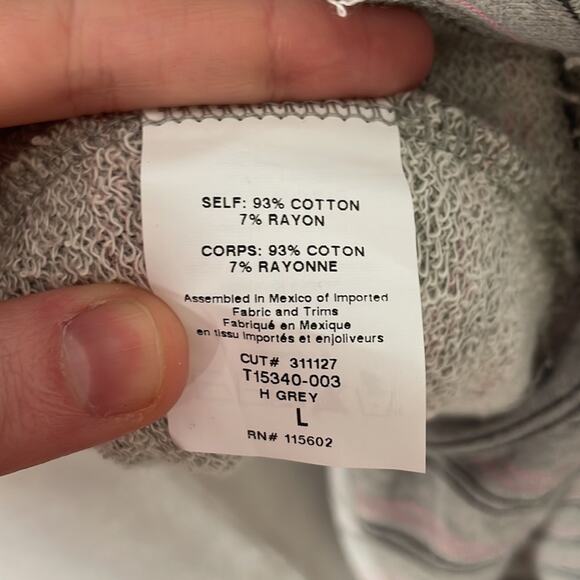 SELF: 93% COTTON
7% RAYON
CORPS: 93% COTON
7% RAYONNE
Assembled in Mexico of Imported
Fabric and Trims
Fabriqué en Mexique
en tissu importés et enjoliveurs
CUT# 311127
T15340-003
H GREY
L
RN# 115602